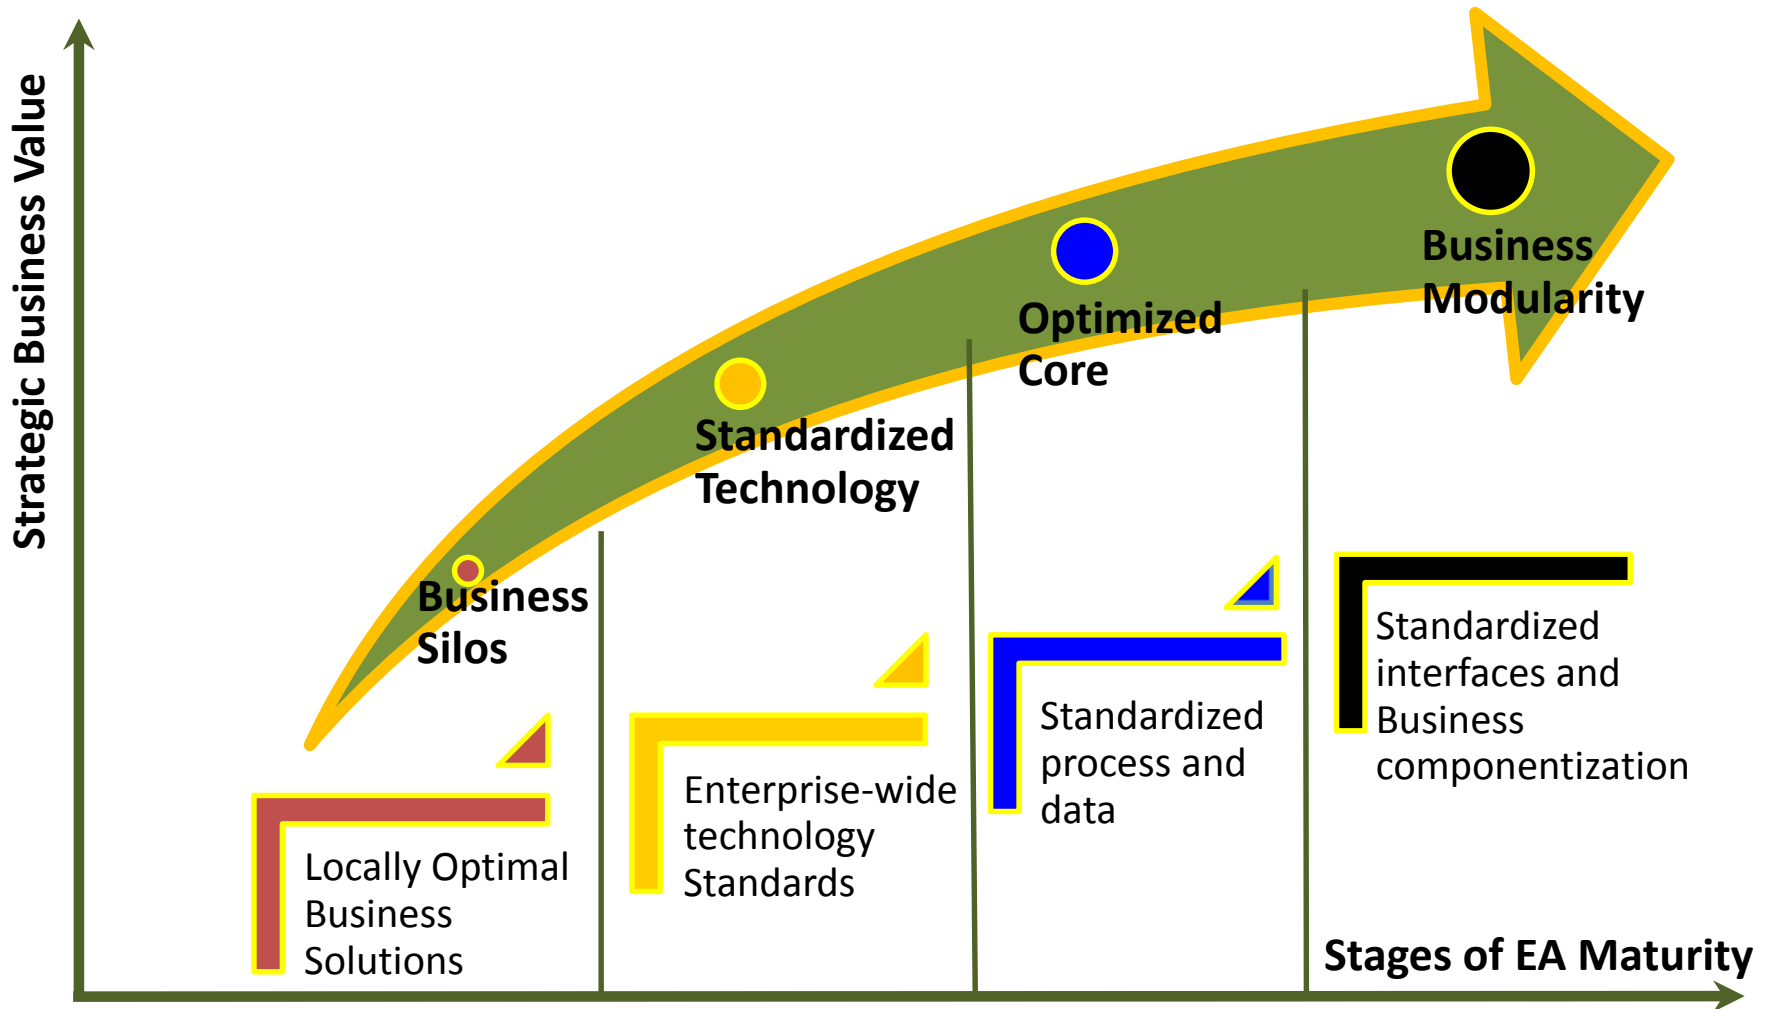 Strategic Business Value
Business
Modularity
Optimized
Core
Standardized
Technology
Business
Silos
Locally Optimal
Business
Solutions
Enterprise-wide
technology
Standards
Standardized
process and
data
Standardized
interfaces and
Business
componentization
Stages of EA Maturity